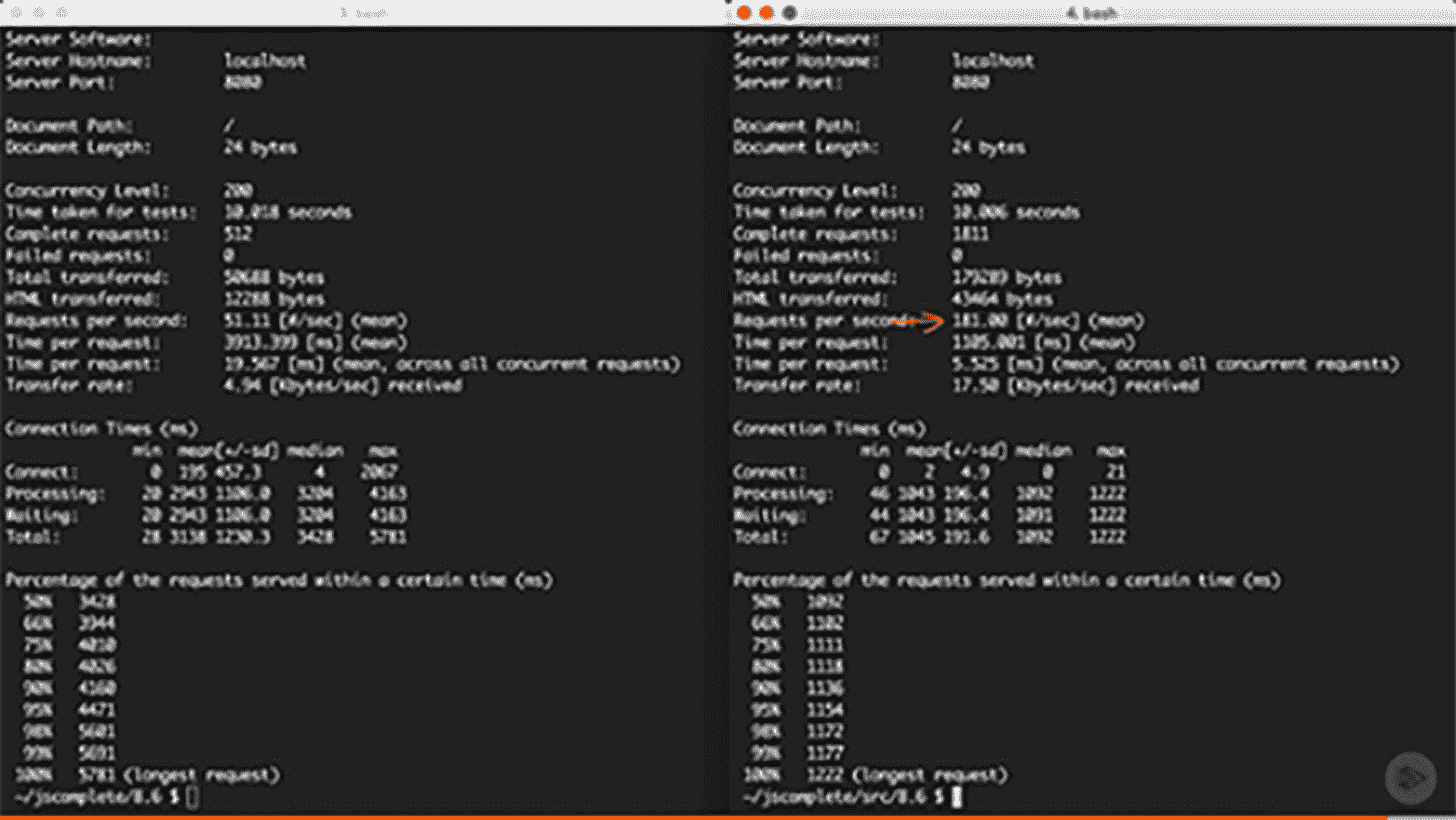 1. bash
Server Software:
Server Hostname: localhost
Server Port: 8080
Document Path: /
Document Length: 24 bytes
Concurrency Level: 200
Time taken for tests: 10.018 seconds
Complete requests: 512
Failed requests: 0
Total transferred: 50688 bytes
HTML transferred: 12288 bytes
Requests per second: 51.11 [#/sec] (mean)
Time per request: 3913.399 [ms] (mean)
Time per request: 19.567 [ms] (mean, across all concurrent requests)
Transfer rate: 4.94 [Kbytes/sec] received
Connection Times (ms)
min mean[+/-sd] median max
Connect: 0 195 457.3 4 2067
Processing: 20 2943 1106.0 3204 4163
Waiting: 20 2943 1106.0 3204 4163
Total: 28 3138 1230.3 3428 5781
Percentage of the requests served within a certain time (ms)
50% 3428
66% 3944
75% 4010
80% 4026
90% 4160
95% 4471
98% 5601
99% 5691
100% 5781 (longest request)
~/jscomplete/8.6 $
4. bash
Server Software:
Server Hostname: localhost
Server Port: 8080
Document Path: /
Document Length: 24 bytes
Concurrency Level: 200
Time taken for tests: 10.006 seconds
Complete requests: 1811
Failed requests: 0
Total transferred: 179289 bytes
HTML transferred: 43464 bytes
Requests per second: 181.00 [#/sec] (mean)
Time per request: 1105.001 [ms] (mean)
Time per request: 5.525 [ms] (mean, across all concurrent requests)
Transfer rate: 17.50 [Kbytes/sec] received
Connection Times (ms)
min mean[+/-sd] median max
Connect: 0 2 4.9 0 21
Processing: 46 1043 196.4 1092 1222
Waiting: 44 1043 196.4 1091 1222
Total: 67 1045 191.6 1092 1222
Percentage of the requests served within a certain time (ms)
50% 1092
66% 1102
75% 1111
80% 1118
90% 1136
95% 1154
98% 1172
99% 1177
100% 1222 (longest request)
~/jscomplete/src/8.6 $